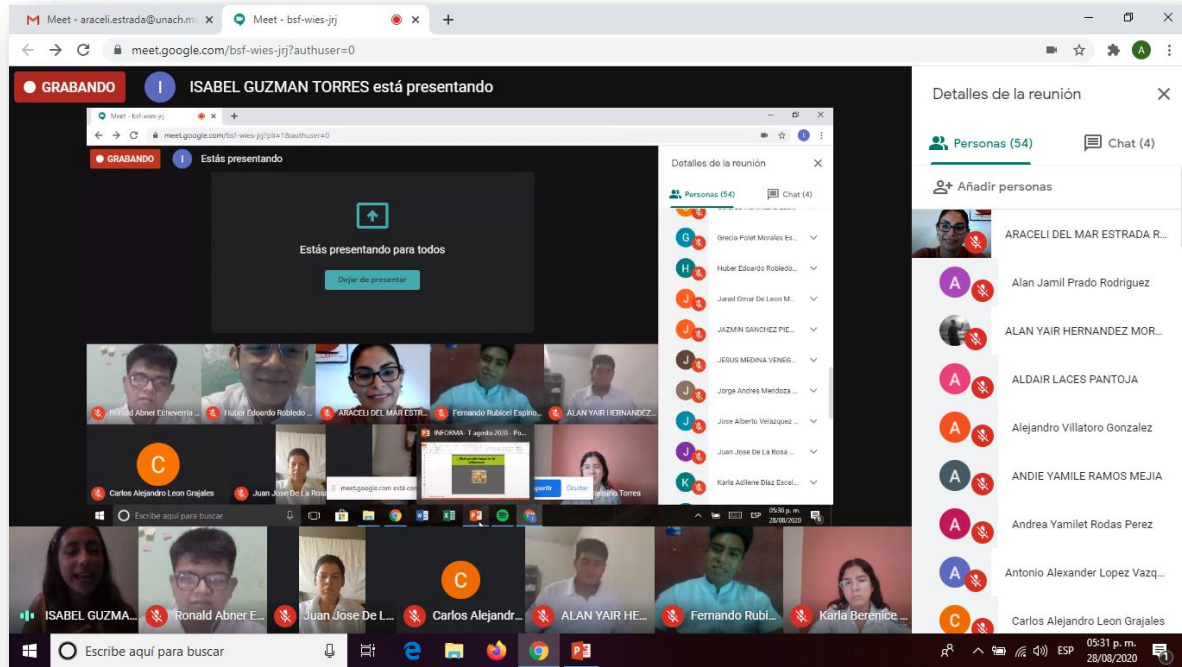 Meet - araceli.estrada@unach.m
Meet - bsf-wies-jrj
meet.google.com/bsf-wies-jrj?authuser=0
GRABANDO
I
ISABEL GUZMAN TORRES está presentando
Meet - bsf-wies-jrj
meet.google.com/bsf-wies-jrj?pli=1&authuser=0
GRABANDO
I
Estás presentando
Estás presentando para todos
Dejar de presentar
Detalles de la reunión
Personas (54)
Chat (4)
G Grecia Polet Morales Es...
H Huber Edoardo Robledo...
J Jared Omar De Leon M...
J JAZMIN SANCHEZ PIE...
J JESUS MEDINA VENEG...
J Jorge Andres Mendoza ...
J Jose Alberto Velazquez ...
J Juan Jose De La Rosa ...
K Karla Adilene Diaz Escal...
Ronald Abner Echeverria ...
Huber Edoardo Robledo ...
ARACELI DEL MAR ESTR...
Fernando Rubicel Espino...
ALAN YAIR HERNANDEZ...
C
Carlos Alejandro Leon Grajales
Juan Jose De La Rosa
INFORMA- T agosto 2020 - Po...
meet.google.com está
Ocultar
Torres
Escribe aquí para buscar
ESP
05:30 p. m.
28/08/2020
ISABEL GUZMA...
Ronald Abner E...
Juan Jose De L...
C
Carlos Alejandr...
ALAN YAIR HE...
Fernando Rubi...
Karla Berenice ...
Detalles de la reunión
Personas (54)
Chat (4)
Añadir personas
ARACELI DEL MAR ESTRADA R...
A Alan Jamil Prado Rodriguez
ALAN YAIR HERNANDEZ MOR...
A ALDAIR LACES PANTOJA
A Alejandro Villatoro Gonzalez
A ANDIE YAMILE RAMOS MEJIA
A Andrea Yamilet Rodas Perez
A Antonio Alexander Lopez Vazq...
C Carlos Alejandro Leon Grajales
Escribe aquí para buscar
ESP
05:31 p. m.
28/08/2020